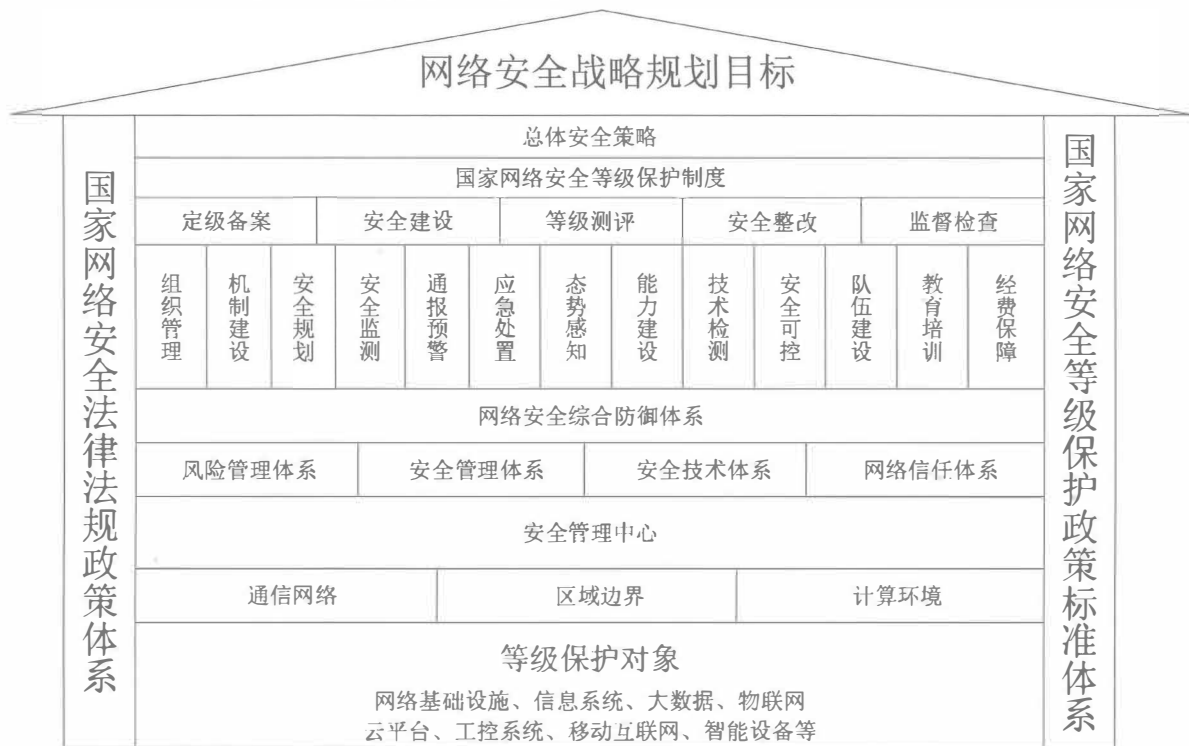 网络安全战略规划目标
国家网络安全法律法规政策体系
总体安全策略
国家网络安全等级保护制度
定级备案
安全建设
等级测评
安全整改
监督检查
组织管理
机制建设
安全规划
安全监测
通报预警
应急处置
态势感知
能力建设
技术检测
安全可控
队伍建设
教育培训
经费保障
网络安全综合防御体系
风险管理体系
安全管理体系
安全技术体系
网络信任体系
安全管理中心
通信网络
区域边界
计算环境
等级保护对象
网络基础设施、信息系统、大数据、物联网
云平台、工控系统、移动互联网、智能设备等
国家网络安全等级保护政策标准体系